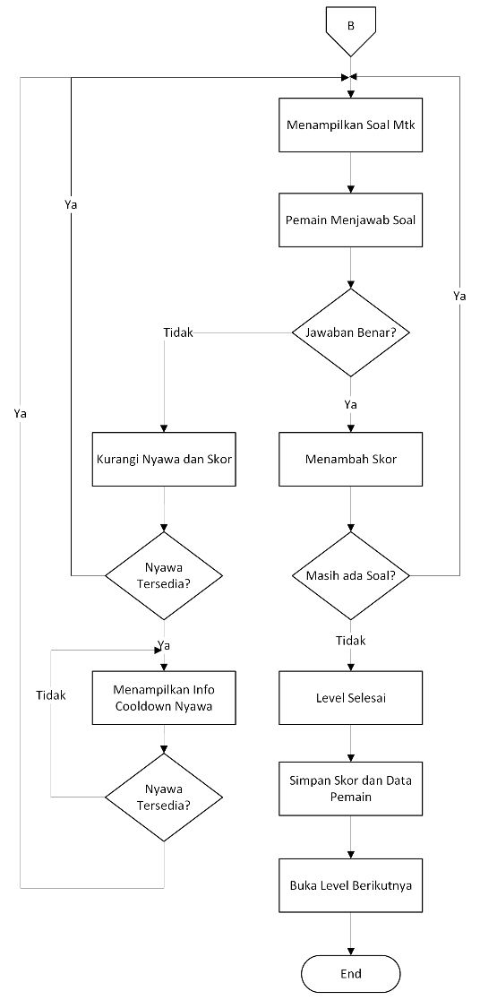 B
Menampilkan Soal Mtk
Pemain Menjawab Soal
Jawaban Benar?
Tidak
Ya
Ya
Ya
Ya
Kurangi Nyawa dan Skor
Menambah Skor
Nyawa
Tersedia?
Masih ada Soal?
Ya
Tidak
Tidak
Menampilkan Info
Cooldown Nyawa
Level Selesai
Nyawa
Tersedia?
Simpan Skor dan Data
Pemain
Buka Level Berikutnya
End